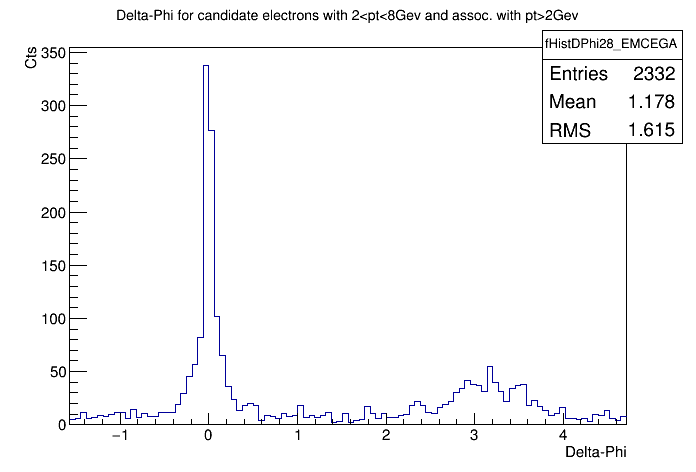 Delta-Phi for candidate electrons with 2<pt<8Gev and assoc. with pt>2Gev
fHistDPhi28_EMCEGA
Entries 2332
Mean 1.178
RMS 1.615
Cts
350
300
250
200
150
100
50
0
−1 0 1 2 3 4
Delta-Phi